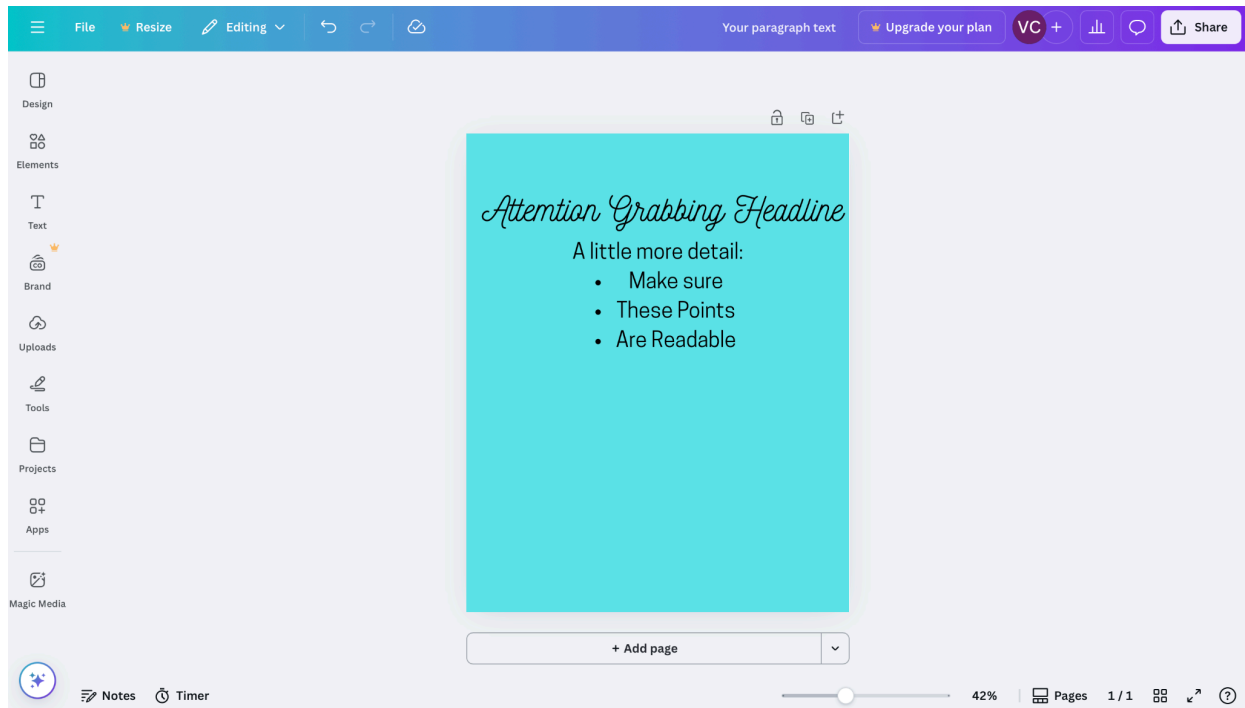 File
Resize
Editing
Your paragraph text
Upgrade your plan
VC
+
Share
Design
Elements
Text
Brand
Uploads
Tools
Projects
Apps
Magic Media
Attemtion Grabbing Headline
A little more detail:
• Make sure
• These Points
• Are Readable
+ Add page
Notes
Timer
42%
Pages
1 / 1
?